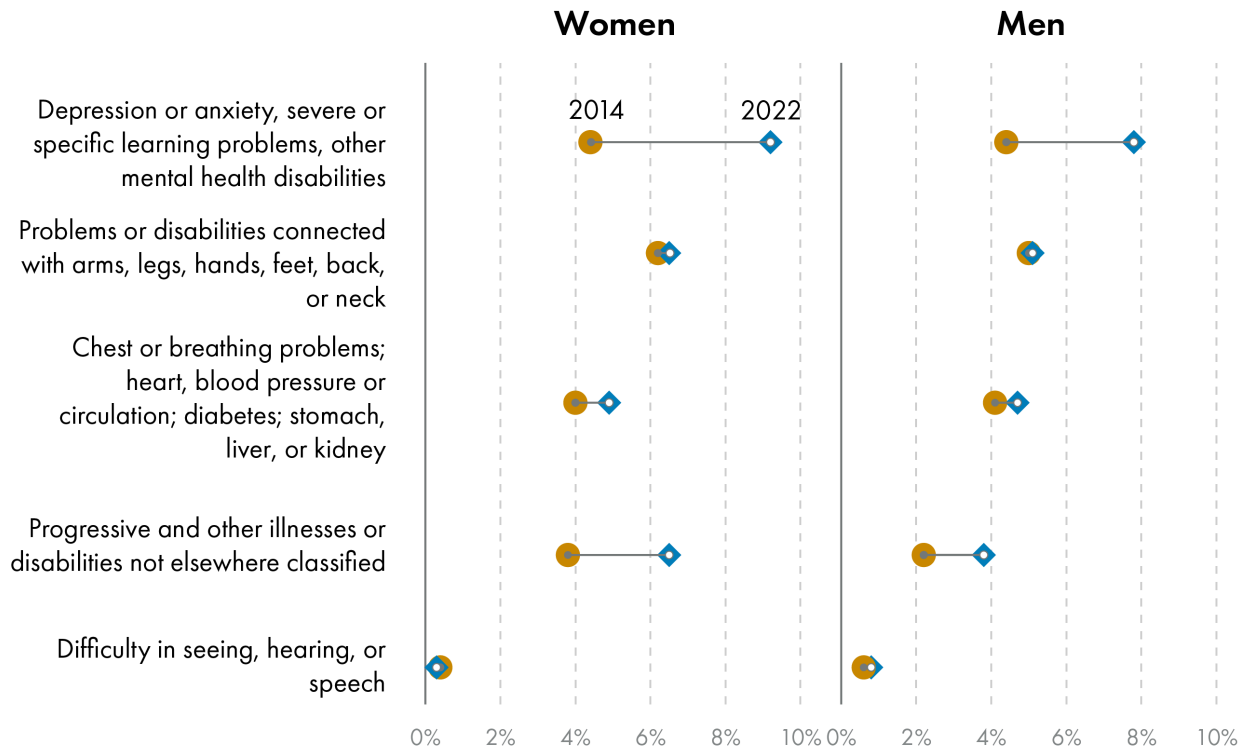 Women
Men
2014
2022
Depression or anxiety, severe or
specific learning problems, other
mental health disabilities
Problems or disabilities connected
with arms, legs, hands, feet, back,
or neck
Chest or breathing problems;
heart, blood pressure or
circulation; diabetes; stomach,
liver, or kidney
Progressive and other illnesses or
disabilities not elsewhere classified
Difficulty in seeing, hearing, or
speech
0% 2% 4% 6% 8% 10%
0% 2% 4% 6% 8% 10%